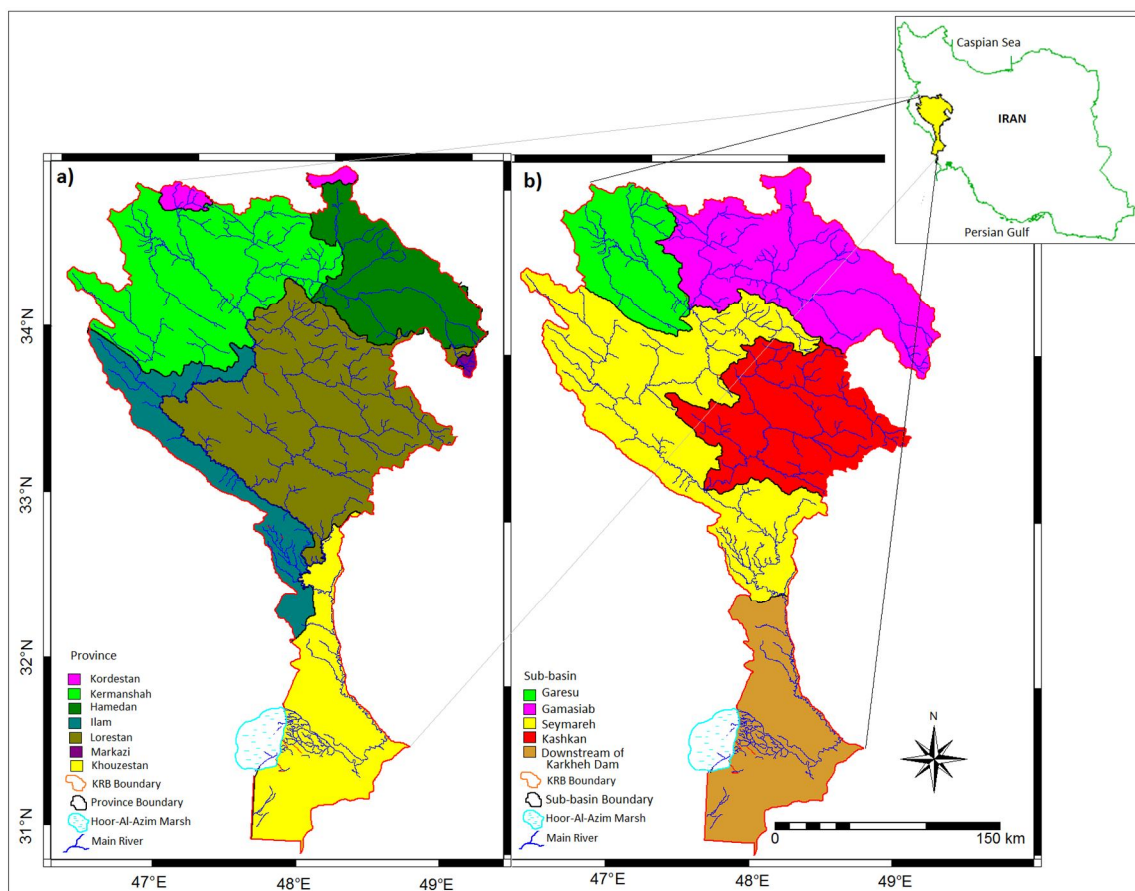 Caspian Sea
IRAN
Persian Gulf
a)
b)
34°N
33°N
32°N
31°N
Province
Kordestan
Kermanshah
Hamedan
Ilam
Lorestan
Markazi
Khouzestan
KRB Boundary
Province Boundary
Hoor-Al-Azim Marsh
Main River
Sub-basin
Garesu
Gamasiab
Seymareh
Kashkan
Downstream of
Karkheh Dam
KRB Boundary
Sub-basin Boundary
Hoor-Al-Azim Marsh
Main River
N
0 150 km
47°E 48°E 49°E
47°E 48°E 49°E